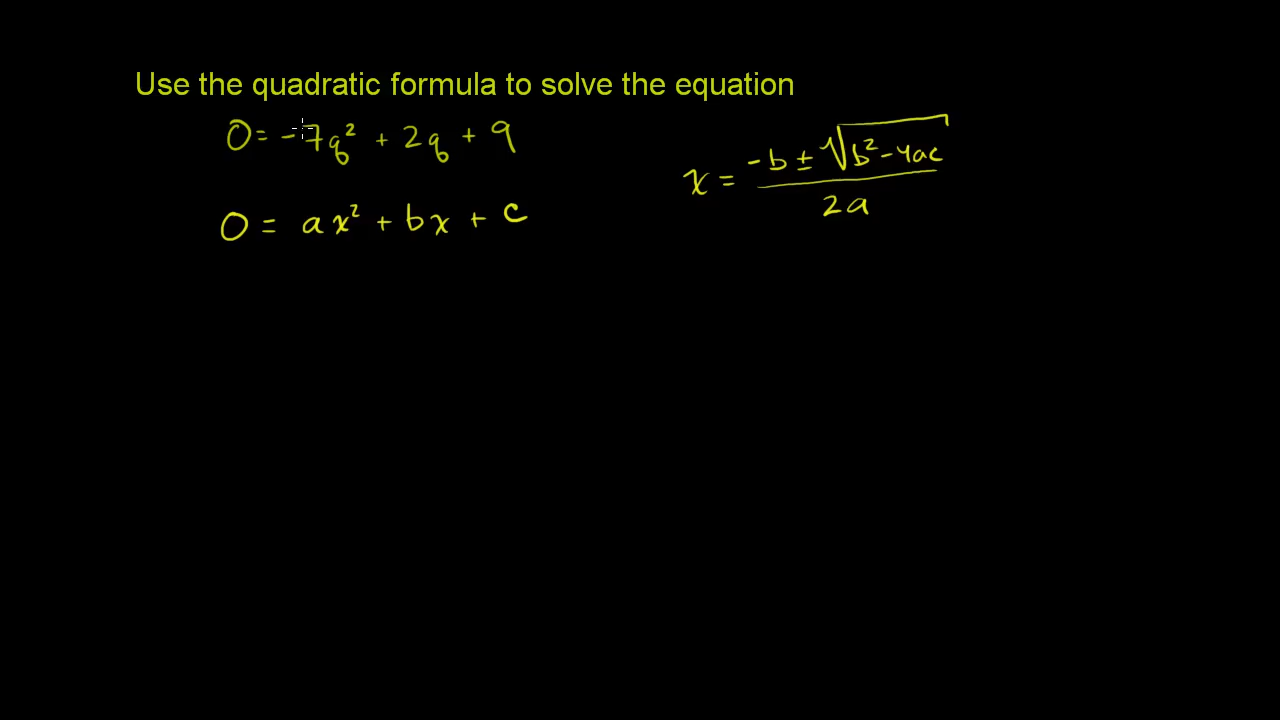 Use the quadratic formula to solve the equation
0 = -7q² + 2q + 9
0 = ax² + bx + c
x = (-b ± √(b² - 4ac)) / 2a